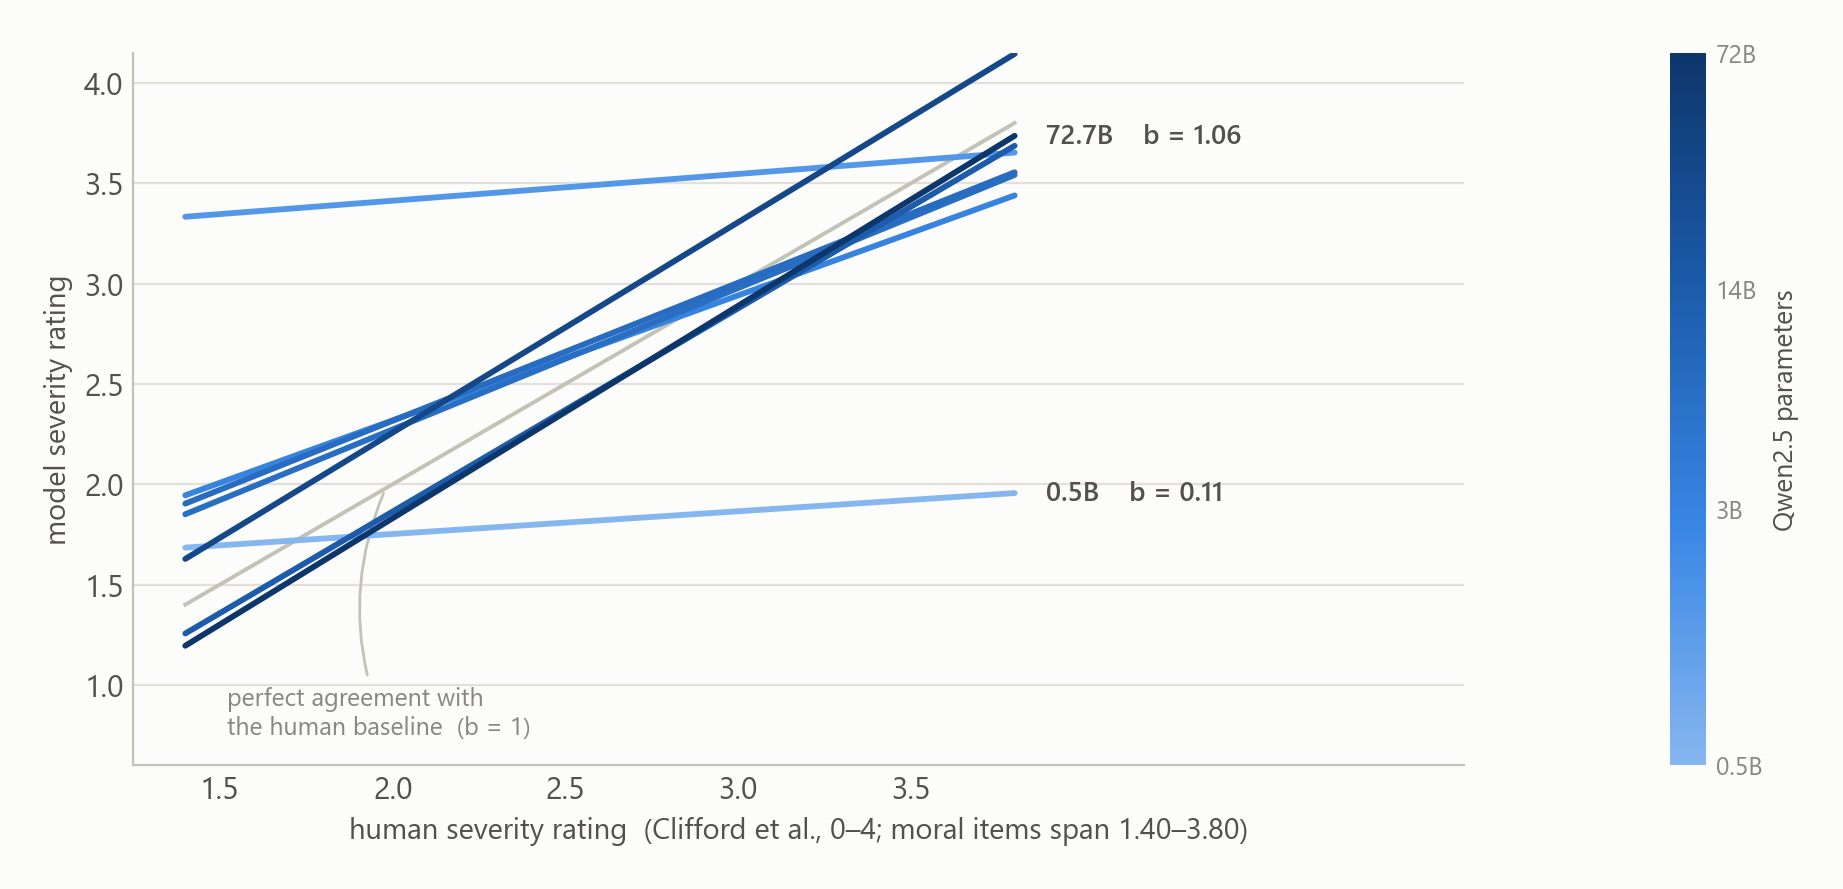 4.0
3.5
3.0
2.5
2.0
1.5
1.0
model severity rating
72.7B b = 1.06
0.5B b = 0.11
perfect agreement with
the human baseline (b = 1)
1.5 2.0 2.5 3.0 3.5
human severity rating (Clifford et al., 0–4; moral items span 1.40–3.80)
72B
14B
3B
0.5B
Qwen2.5 parameters